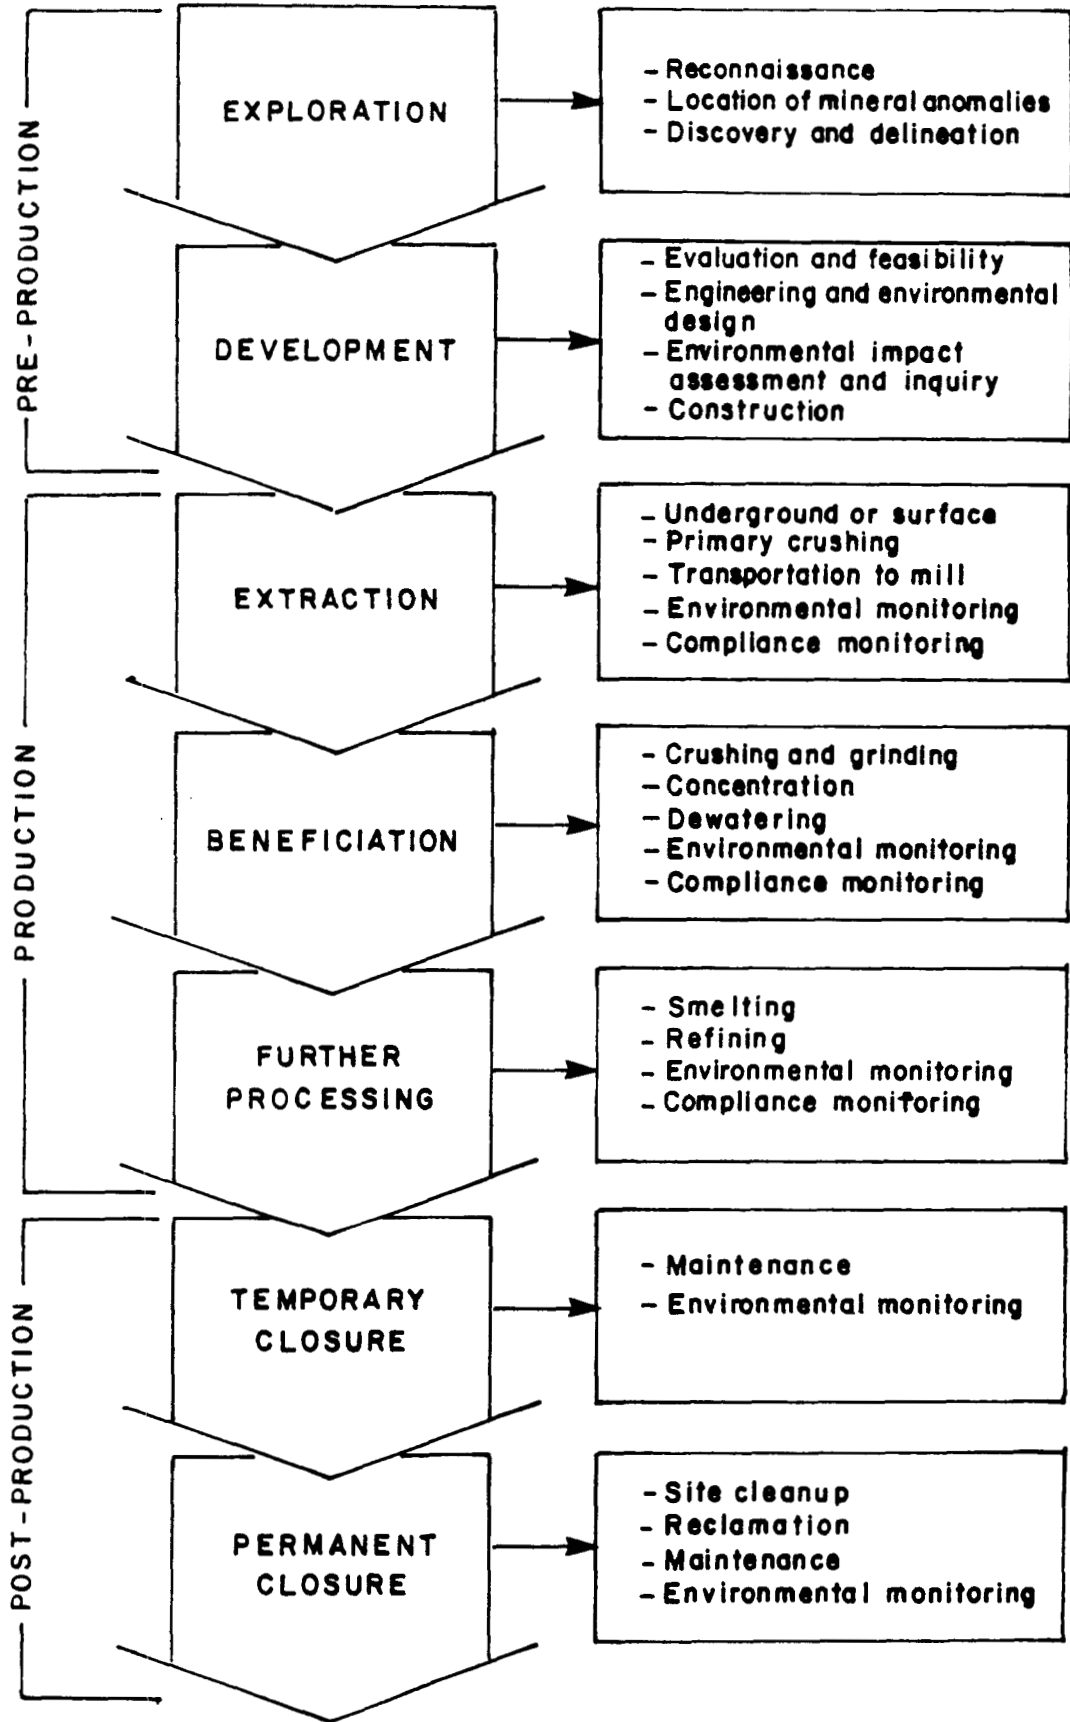 PRE-PRODUCTION
EXPLORATION
- Reconnaissance
- Location of mineral anomalies
- Discovery and delineation
DEVELOPMENT
- Evaluation and feasibility
- Engineering and environmental
design
- Environmental impact
assessment and inquiry
- Construction
PRODUCTION
EXTRACTION
- Underground or surface
- Primary crushing
- Transportation to mill
- Environmental monitoring
- Compliance monitoring
BENEFICIATION
- Crushing and grinding
- Concentration
- Dewatering
- Environmental monitoring
- Compliance monitoring
FURTHER
PROCESSING
- Smelting
- Refining
- Environmental monitoring
- Compliance monitoring
POST-PRODUCTION
TEMPORARY
CLOSURE
- Maintenance
- Environmental monitoring
PERMANENT
CLOSURE
- Site cleanup
- Reclamation
- Maintenance
- Environmental monitoring